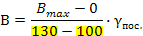 B = (B_max − 0) / (130 − 100) · γ_пос.